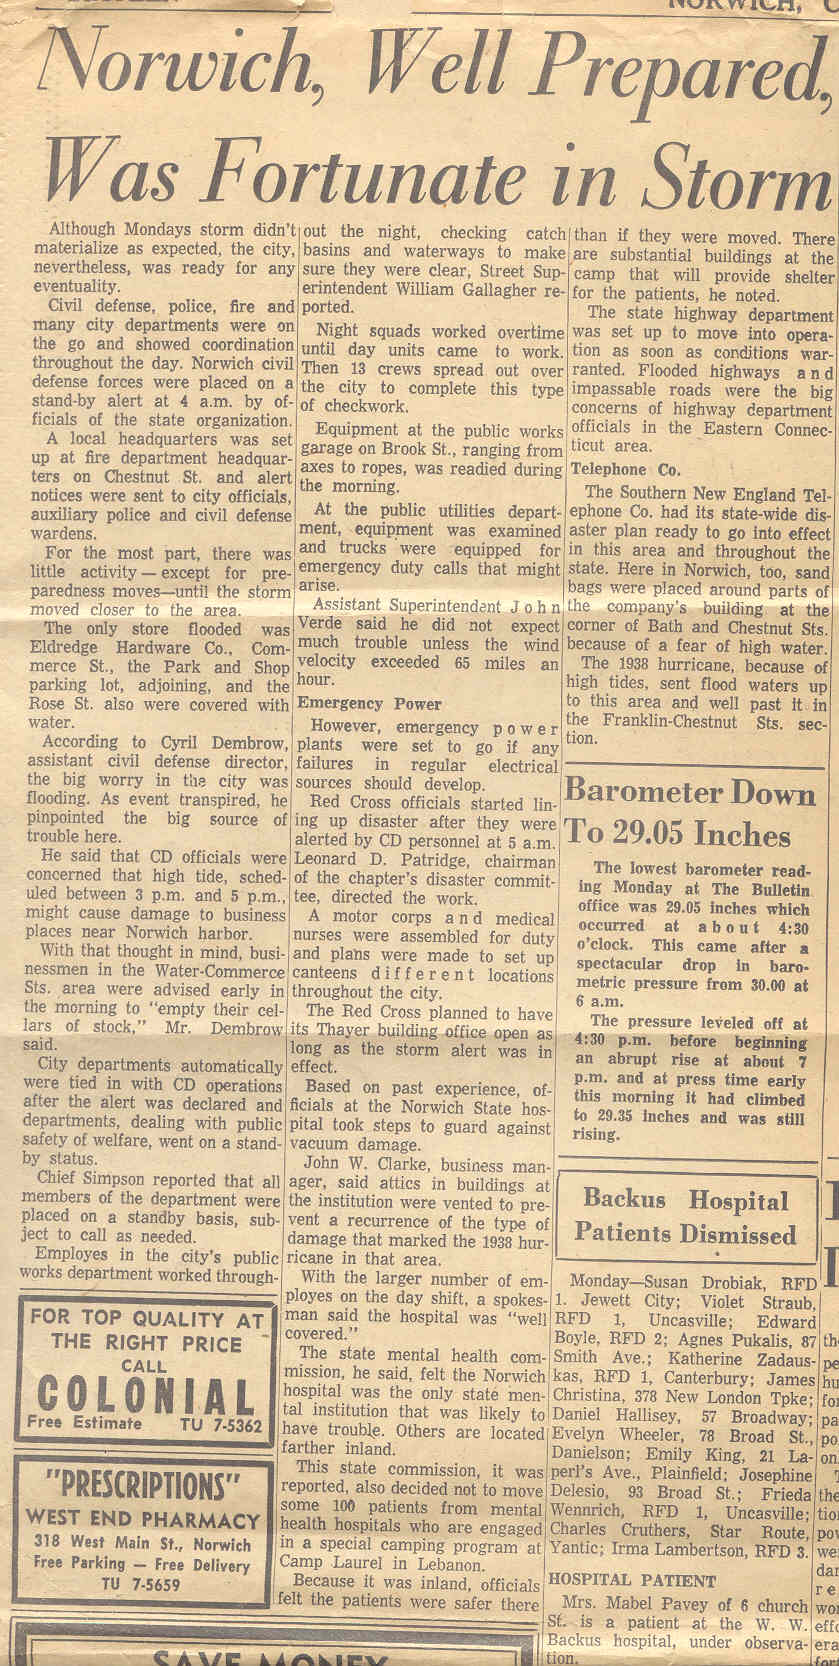 NORWICH,
Norwich, Well Prepared,
Was Fortunate in Storm
Although Mondays storm didn't
materialize as expected, the city,
nevertheless, was ready for any
eventuality.
Civil defense, police, fire and
many city departments were on
the go and showed coordination
throughout the day. Norwich civil
defense forces were placed on a
stand-by alert at 4 a.m. by of-
ficials of the state organization.
A local headquarters was set
up at fire department headquar-
ters on Chestnut St. and alert
notices were sent to city officials,
auxiliary police and civil defense
wardens.
For the most part, there was
little activity — except for pre-
paredness moves—until the storm
moved closer to the area.
The only store flooded was
Eldredge Hardware Co., Com-
merce St., the Park and Shop
parking lot, adjoining, and the
Rose St. also were covered with
water.
According to Cyril Dembrow,
assistant civil defense director,
the big worry in the city was
flooding. As event transpired, he
pinpointed the big source of
trouble here.
He said that CD officials were
concerned that high tide, sched-
uled between 3 p.m. and 5 p.m.,
might cause damage to business
places near Norwich harbor.
With that thought in mind, busi-
nessmen in the Water-Commerce
Sts. area were advised early in
the morning to "empty their cel-
lars of stock," Mr. Dembrow
said.
City departments automatically
were tied in with CD operations
after the alert was declared and
departments, dealing with public
safety of welfare, went on a stand-
by status.
Chief Simpson reported that all
members of the department were
placed on a standby basis, sub-
ject to call as needed.
Employes in the city's public
works department worked through-
out the night, checking catch
basins and waterways to make
sure they were clear, Street Sup-
erintendent William Gallagher re-
ported.
Night squads worked overtime
until day units came to work.
Then 13 crews spread out over
the city to complete this type
of checkwork.
Equipment at the public works
garage on Brook St., ranging from
axes to ropes, was readied during
the morning.
At the public utilities depart-
ment, equipment was examined
and trucks were equipped for
emergency duty calls that might
arise.
Assistant Superintendent John
Verde said he did not expect
much trouble unless the wind
velocity exceeded 65 miles an
hour.
Emergency Power
However, emergency power
plants were set to go if any
failures in regular electrical
sources should develop.
Red Cross officials started lin-
ing up disaster after they were
alerted by CD personnel at 5 a.m.
Leonard D. Patridge, chairman
of the chapter's disaster commit-
tee, directed the work.
A motor corps and medical
nurses were assembled for duty
and plans were made to set up
canteens different locations
throughout the city.
The Red Cross planned to have
its Thayer building office open as
long as the storm alert was in
effect.
Based on past experience, of-
ficials at the Norwich State hos-
pital took steps to guard against
vacuum damage.
John W. Clarke, business man-
ager, said attics in buildings at
the institution were vented to pre-
vent a recurrence of the type of
damage that marked the 1938 hur-
ricane in that area.
With the larger number of em-
ployes on the day shift, a spokes-
man said the hospital was "well
covered."
The state mental health com-
mission, he said, felt the Norwich
hospital was the only state men-
tal institution that was likely to
have trouble. Others are located
farther inland.
This state commission, it was
reported, also decided not to move
some 100 patients from mental
health hospitals who are engaged
in a special camping program at
Camp Laurel in Lebanon.
Because it was inland, officials
felt the patients were safer there
than if they were moved. There
are substantial buildings at the
camp that will provide shelter
for the patients, he noted.
The state highway department
was set up to move into opera-
tion as soon as conditions war-
ranted. Flooded highways and
impassable roads were the big
concerns of highway department
officials in the Eastern Connec-
ticut area.
Telephone Co.
The Southern New England Tel-
ephone Co. had its state-wide dis-
aster plan ready to go into effect
in this area and throughout the
state. Here in Norwich, too, sand
bags were placed around parts of
the company's building at the
corner of Bath and Chestnut Sts.
because of a fear of high water.
The 1938 hurricane, because of
high tides, sent flood waters up
to this area and well past it in
the Franklin-Chestnut Sts. sec-
tion.
Barometer Down
To 29.05 Inches
The lowest barometer read-
ing Monday at The Bulletin
office was 29.05 inches which
occurred at about 4:30
o'clock. This came after a
spectacular drop in baro-
metric pressure from 30.00 at
6 a.m.
The pressure leveled off at
4:30 p.m. before beginning
an abrupt rise at about 7
p.m. and at press time early
this morning it had climbed
to 29.35 inches and was still
rising.
Backus Hospital
Patients Dismissed
Monday—Susan Drobiak, RFD
1. Jewett City; Violet Straub,
RFD 1, Uncasville; Edward
Boyle, RFD 2; Agnes Pukalis, 87
Smith Ave.; Katherine Zadaus-
kas, RFD 1, Canterbury; James
Christina, 378 New London Tpke;
Daniel Hallisey, 57 Broadway;
Evelyn Wheeler, 78 Broad St.,
Danielson; Emily King, 21 La-
perl's Ave., Plainfield; Josephine
Delesio, 93 Broad St.; Frieda
Wennrich, RFD 1, Uncasville;
Charles Cruthers, Star Route,
Yantic; Irma Lambertson, RFD 3.
HOSPITAL PATIENT
Mrs. Mabel Pavey of 6 church
St. is a patient at the W. W.
Backus hospital, under observa-
tion.
FOR TOP QUALITY AT
THE RIGHT PRICE
CALL
COLONIAL
Free Estimate TU 7-5362
"PRESCRIPTIONS"
WEST END PHARMACY
318 West Main St., Norwich
Free Parking — Free Delivery
TU 7-5659
SAVE MONEY